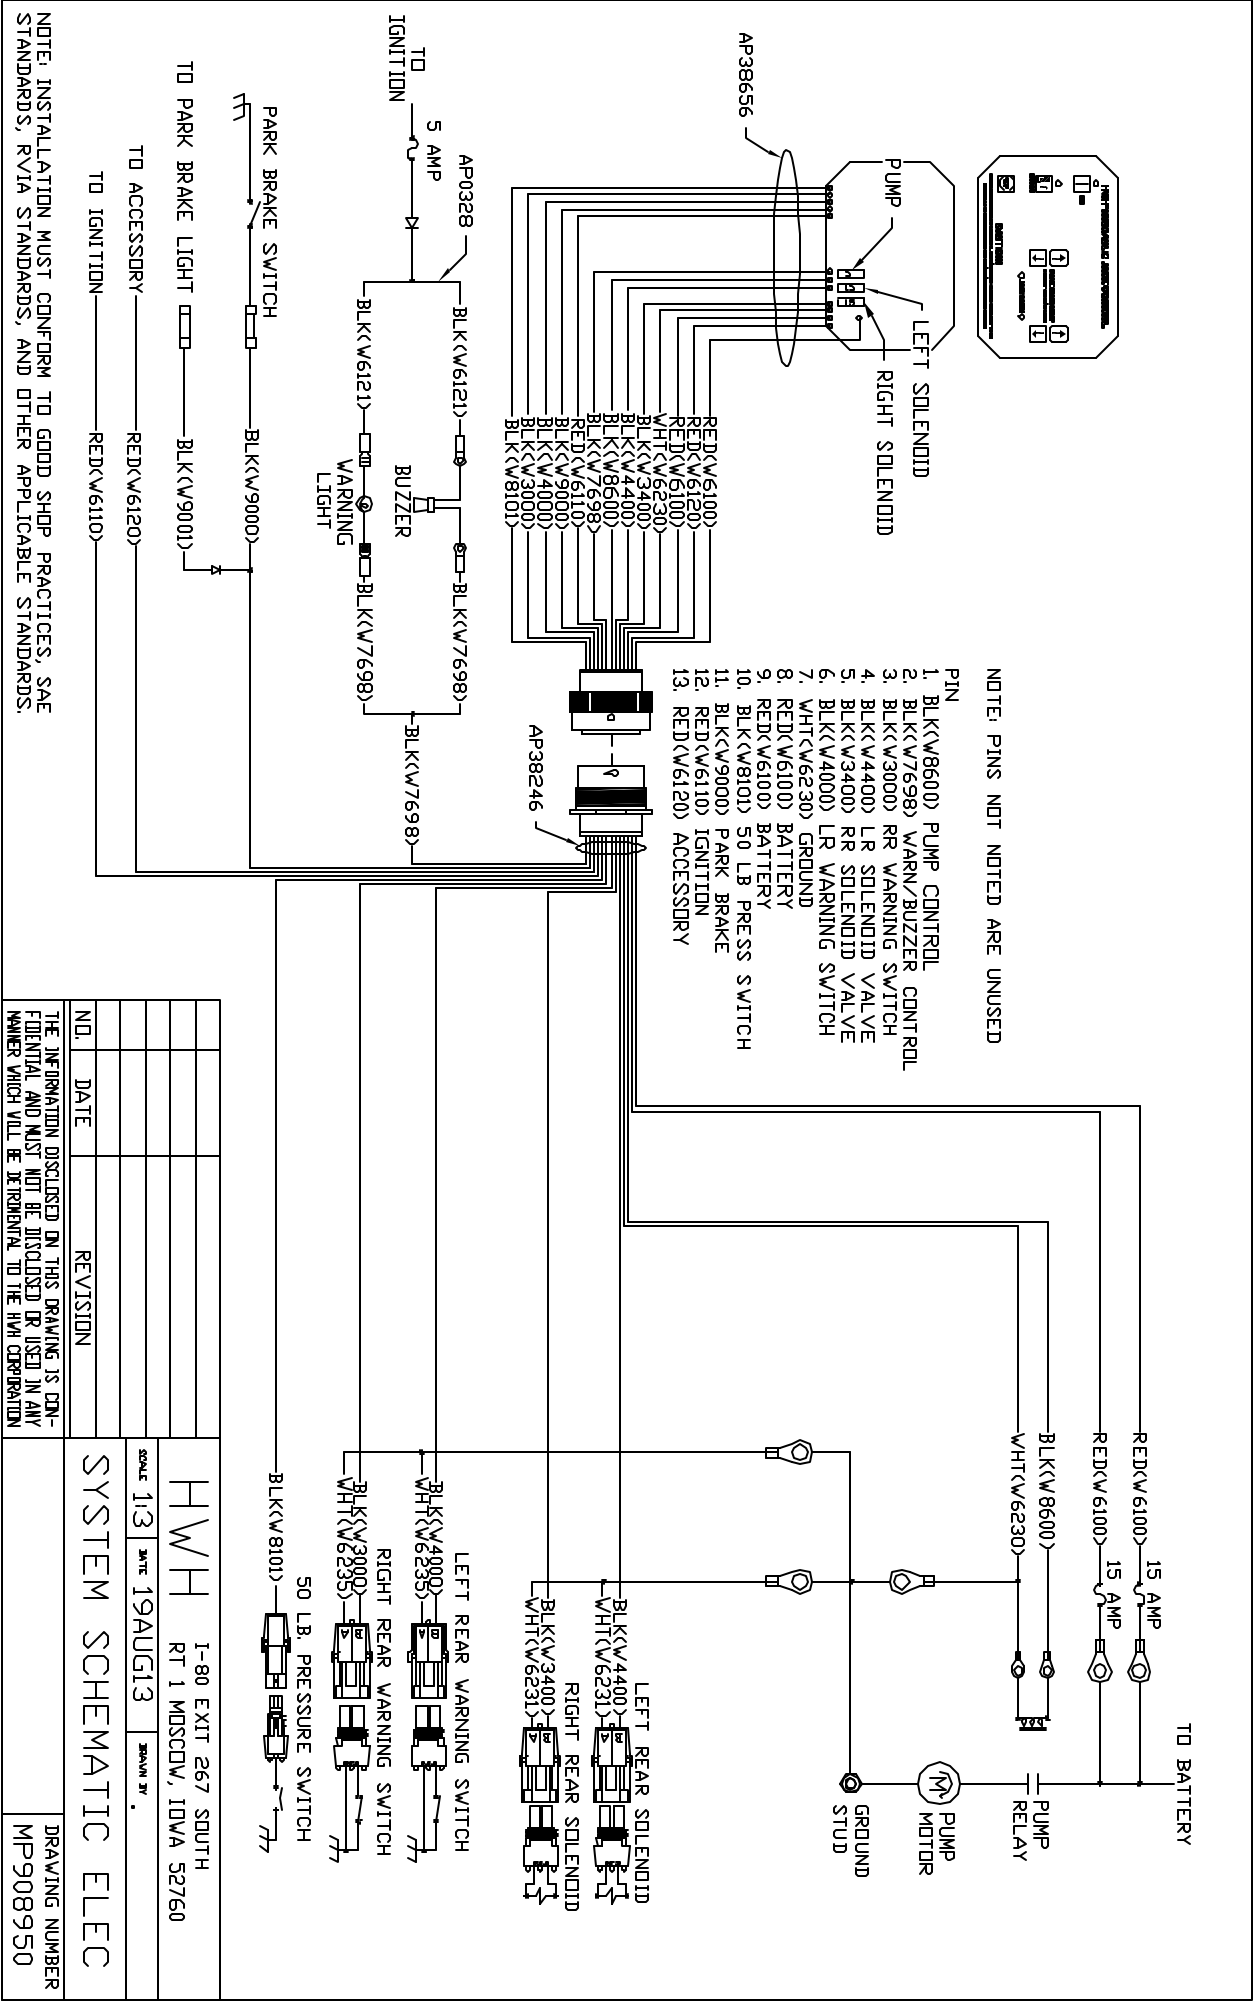 TO BATTERY
RED(W6100)
15 AMP
RED(W6100)
15 AMP
BLK(W8600)
WHT(W6230)
PUMP
RELAY
PUMP
MOTOR
M
GROUND
STUD
NOTE: PINS NOT NOTED ARE UNUSED
PIN
1. BLK(W8600) PUMP CONTROL
2. BLK(W7698) WARN/BUZZER CONTROL
3. BLK(W3000) RR WARNING SWITCH
4. BLK(W4400) LR SOLENOID VALVE
5. BLK(W3400) RR SOLENOID VALVE
6. BLK(W4000) LR WARNING SWITCH
7. WHT(W6230) GROUND
8. RED(W6100) BATTERY
9. RED(W6100) BATTERY
10. BLK(W8101) 50 LB PRESS SWITCH
11. BLK(W9000) PARK BRAKE
12. RED(W6110) IGNITION
13. RED(W6120) ACCESSORY
PUMP
LEFT SOLENOID
RIGHT SOLENOID
AP38656
RED(W6100)
RED(W6120)
RED(W6100)
WHT(W6230)
BLK(W3400)
BLK(W4400)
BLK(W8600)
BLK(W7698)
RED(W6110)
BLK(W9000)
BLK(W4000)
BLK(W3000)
BLK(W8101)
AP38246
LEFT REAR SOLENOID
BLK(W4400)
WHT(W6231)
RIGHT REAR SOLENOID
BLK(W3400)
WHT(W6231)
LEFT REAR WARNING SWITCH
BLK(W4000)
WHT(W6235)
RIGHT REAR WARNING SWITCH
BLK(W3000)
WHT(W6235)
50 LB. PRESSURE SWITCH
BLK(W8101)
AP0328
5 AMP
TO
IGNITION
BLK(W6121)
BLK(W7698)
BUZZER
BLK(W6121)
WARNING
LIGHT
BLK(W7698)
BLK(W7698)
PARK BRAKE SWITCH
BLK(W9000)
TO PARK BRAKE LIGHT
BLK(W9001)
TO ACCESSORY
RED(W6120)
TO IGNITION
RED(W6110)
NOTE: INSTALLATION MUST CONFORM TO GOOD SHOP PRACTICES, SAE
STANDARDS, RVIA STANDARDS, AND OTHER APPLICABLE STANDARDS.
NO.
DATE
REVISION
THE INFORMATION DISCLOSED ON THIS DRAWING IS CON-
FIDENTIAL AND MUST NOT BE DISCLOSED OR USED IN ANY
MANNER WHICH WILL BE DETRIMENTAL TO THE HWH CORPORATION
HWH
I-80 EXIT 267 SOUTH
RT 1 MOSCOW, IOWA 52760
SCALE 1:3
DATE 19AUG13
DRAWN BY .
SYSTEM SCHEMATIC ELEC
DRAWING NUMBER
MP908950